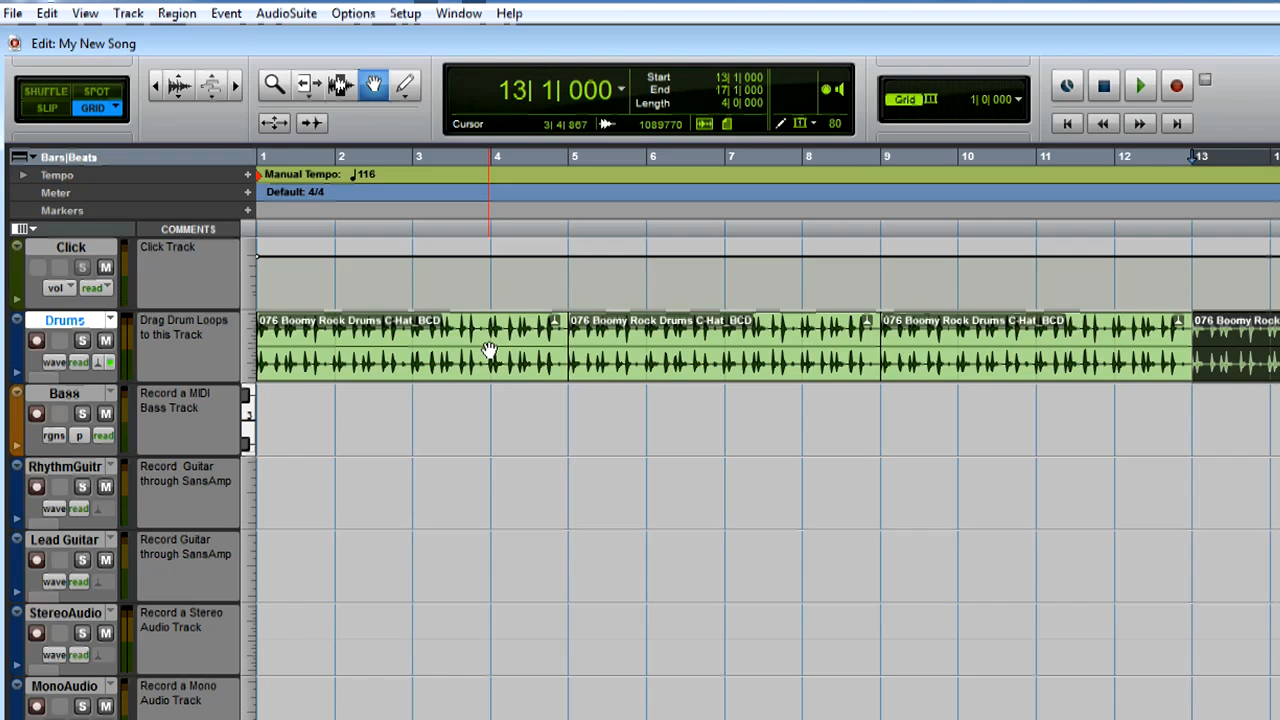 File Edit View Track Region Event AudioSuite Options Setup Window Help
Edit: My New Song
SHUFFLE SPOT
SLIP GRID
13| 1| 000
Start 13| 1| 000
End 17| 1| 000
Length 4| 0| 000
Cursor 3| 4| 867 1089770 80
Grid 1| 0| 000
Bars|Beats 1 2 3 4 5 6 7 8 9 10 11 12 13
Tempo + Manual Tempo: 116
Meter + Default: 4/4
Markers +
COMMENTS
Click Click Track
S M
vol read
Drums Drag Drum Loops
to this Track
S M
wave read
076 Boomy Rock Drums C-Hat_BCD 076 Boomy Rock Drums C-Hat_BCD 076 Boomy Rock Drums C-Hat_BCD 076 Boomy Rock
Bass Record a MIDI
Bass Track
S M
rgns p read
RhythmGuitr Record Guitar
through SansAmp
S M
wave read
Lead Guitar Record Guitar
through SansAmp
S M
wave read
StereoAudio Record a Stereo
Audio Track
S M
wave read
MonoAudio Record a Mono
Audio Track
S M